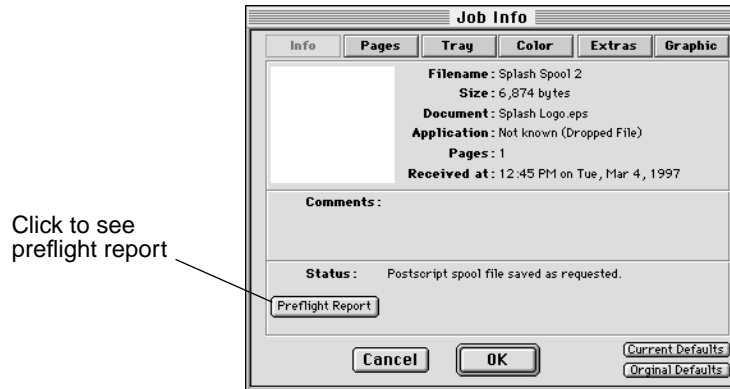 Job Info
Info Pages Tray Color Extras Graphic
Filename: Splash Spool 2
Size: 6,874 bytes
Document: Splash Logo.eps
Application: Not known (Dropped File)
Pages: 1
Received at: 12:45 PM on Tue, Mar 4, 1997
Comments:
Click to see
preflight report
Status: Postscript spool file saved as requested.
Preflight Report
Cancel OK
Current Defaults
Orginal Defaults